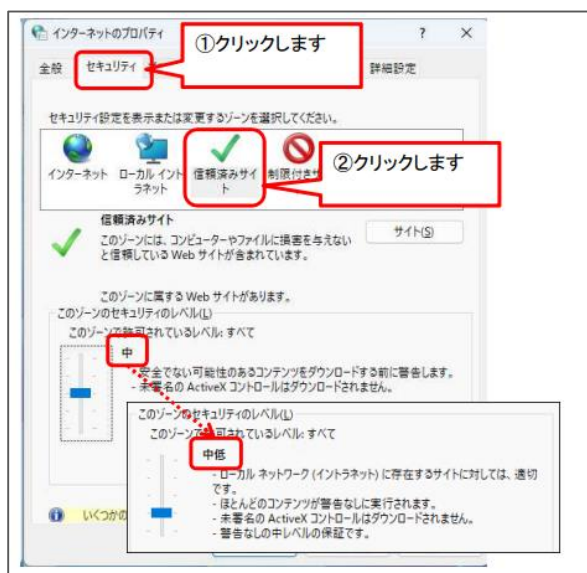 インターネットのプロパティ
①クリックします
全般 セキュリティ 詳細設定
セキュリティ設定を表示または変更するゾーンを選択してください。
インターネット ローカル イント 信頼済みサイ 制限付き
ラネット ト
②クリックします
信頼済みサイト
サイト(S)
このゾーンには、コンピューターやファイルに損害を与えない
と信頼している Web サイトが含まれています。
このゾーンに属する Web サイトがあります。
このゾーンのセキュリティのレベル(L)
このゾーンで許可されているレベル: すべて
中
- 安全でない可能性のあるコンテンツをダウンロードする前に警告します。
- 未署名の ActiveX コントロールはダウンロードされません。
このゾーンのセキュリティのレベル(L)
このゾーンで許可されているレベル: すべて
中低
- ローカル ネットワーク (イントラネット) に存在するサイトに対しては、適切
です。
- ほとんどのコンテンツが警告なしに実行されます。
- 未署名の ActiveX コントロールはダウンロードされません。
- 警告なしの中レベルの保証です。
いくつかの